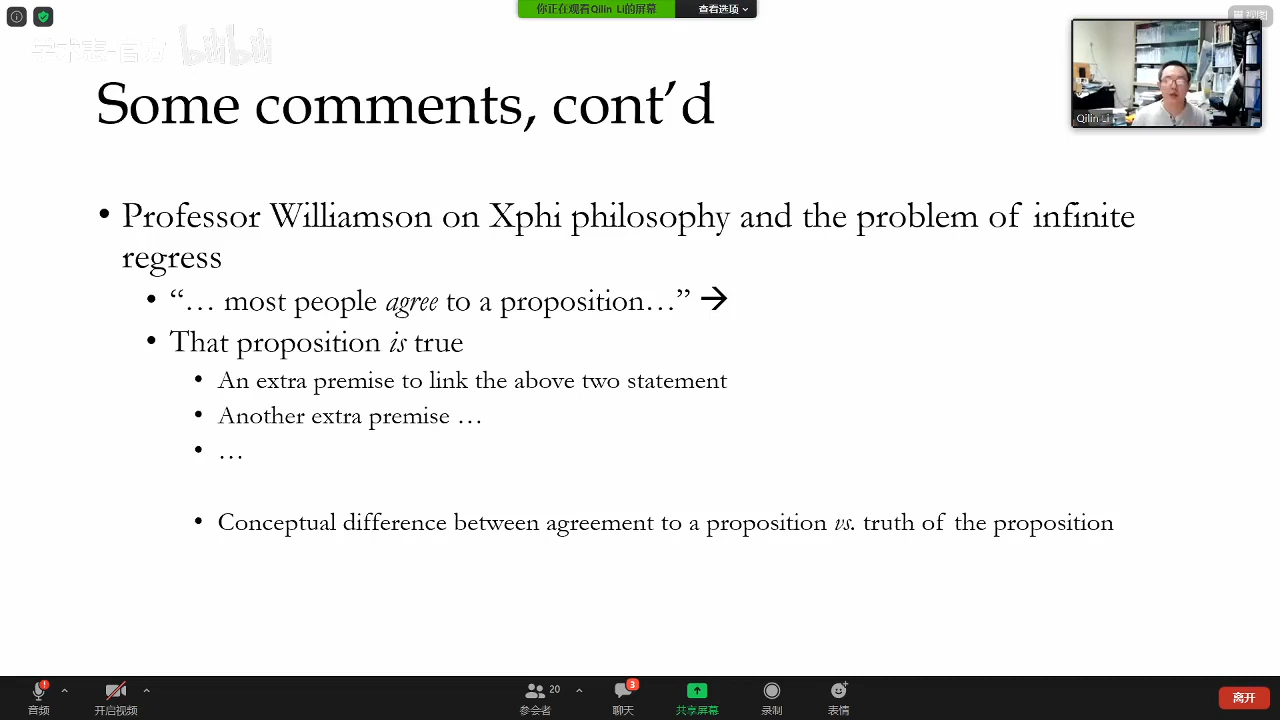 你正在观看Qilin Li的屏幕
查看选项
视图
bilibili
Some comments, cont’d
Qilin Li
• Professor Williamson on Xphi philosophy and the problem of infinite
regress
• “… most people agree to a proposition…” →
• That proposition is true
• An extra premise to link the above two statement
• Another extra premise …
• …
• Conceptual difference between agreement to a proposition vs. truth of the proposition
音频
开启视频
20
参会者
3
聊天
共享屏幕
录制
表情
离开